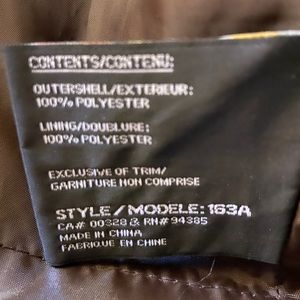 CONTENTS/CONTENU:
OUTERSHELL/EXTERIEUR:
100% POLYESTER
LINING/DOUBLURE:
100% POLYESTER
EXCLUSIVE OF TRIM/
GARNITURE NON COMPRISE
STYLE/MODELE: 163A
CA# 00328 & RN# 94385
MADE IN CHINA
FABRIQUE EN CHINE